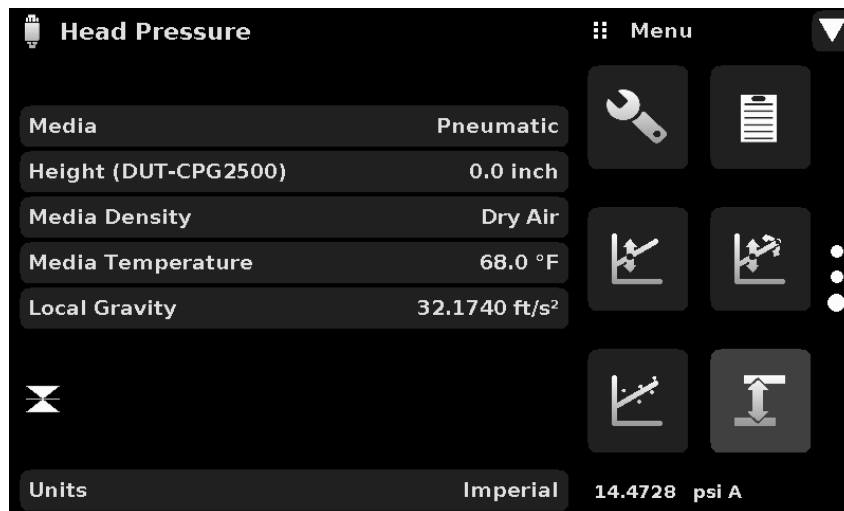 Head Pressure
Menu
Media Pneumatic
Height (DUT-CPG2500) 0.0 inch
Media Density Dry Air
Media Temperature 68.0 °F
Local Gravity 32.1740 ft/s²
Units Imperial
14.4728 psi A